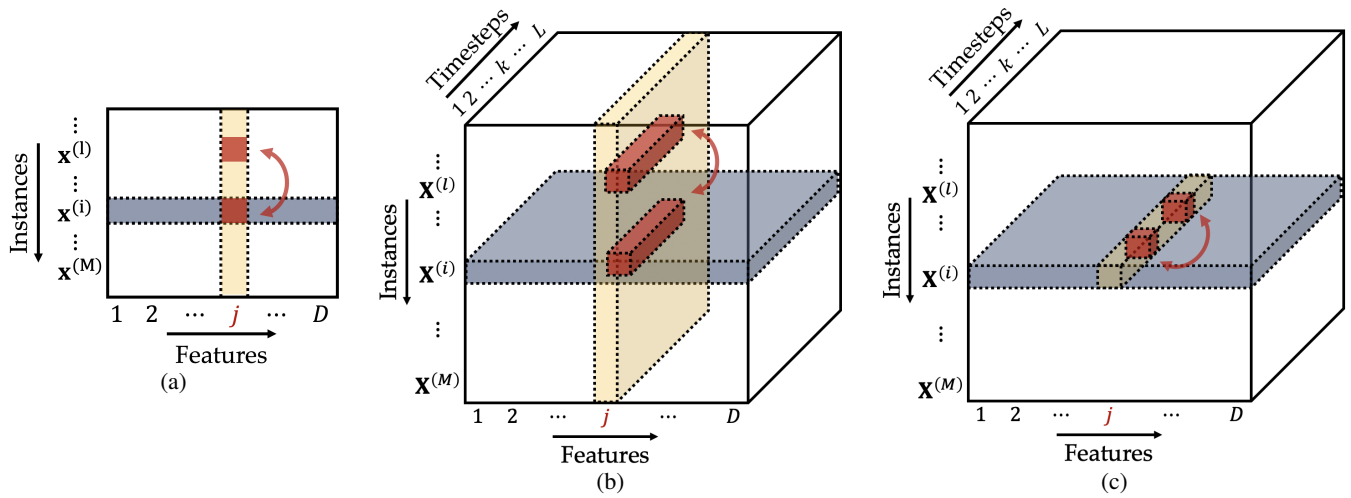 Instances
⋮
x^(l)
⋮
x^(i)
⋮
x^(M)
1 2 ⋯ j ⋯ D
Features
(a)
Timesteps
1 2 ⋯ k ⋯ L
Instances
⋮
X^(l)
⋮
X^(i)
⋮
X^(M)
1 2 ⋯ j ⋯ D
Features
(b)
Timesteps
1 2 ⋯ k ⋯ L
Instances
⋮
X^(l)
⋮
X^(i)
⋮
X^(M)
1 2 ⋯ j ⋯ D
Features
(c)